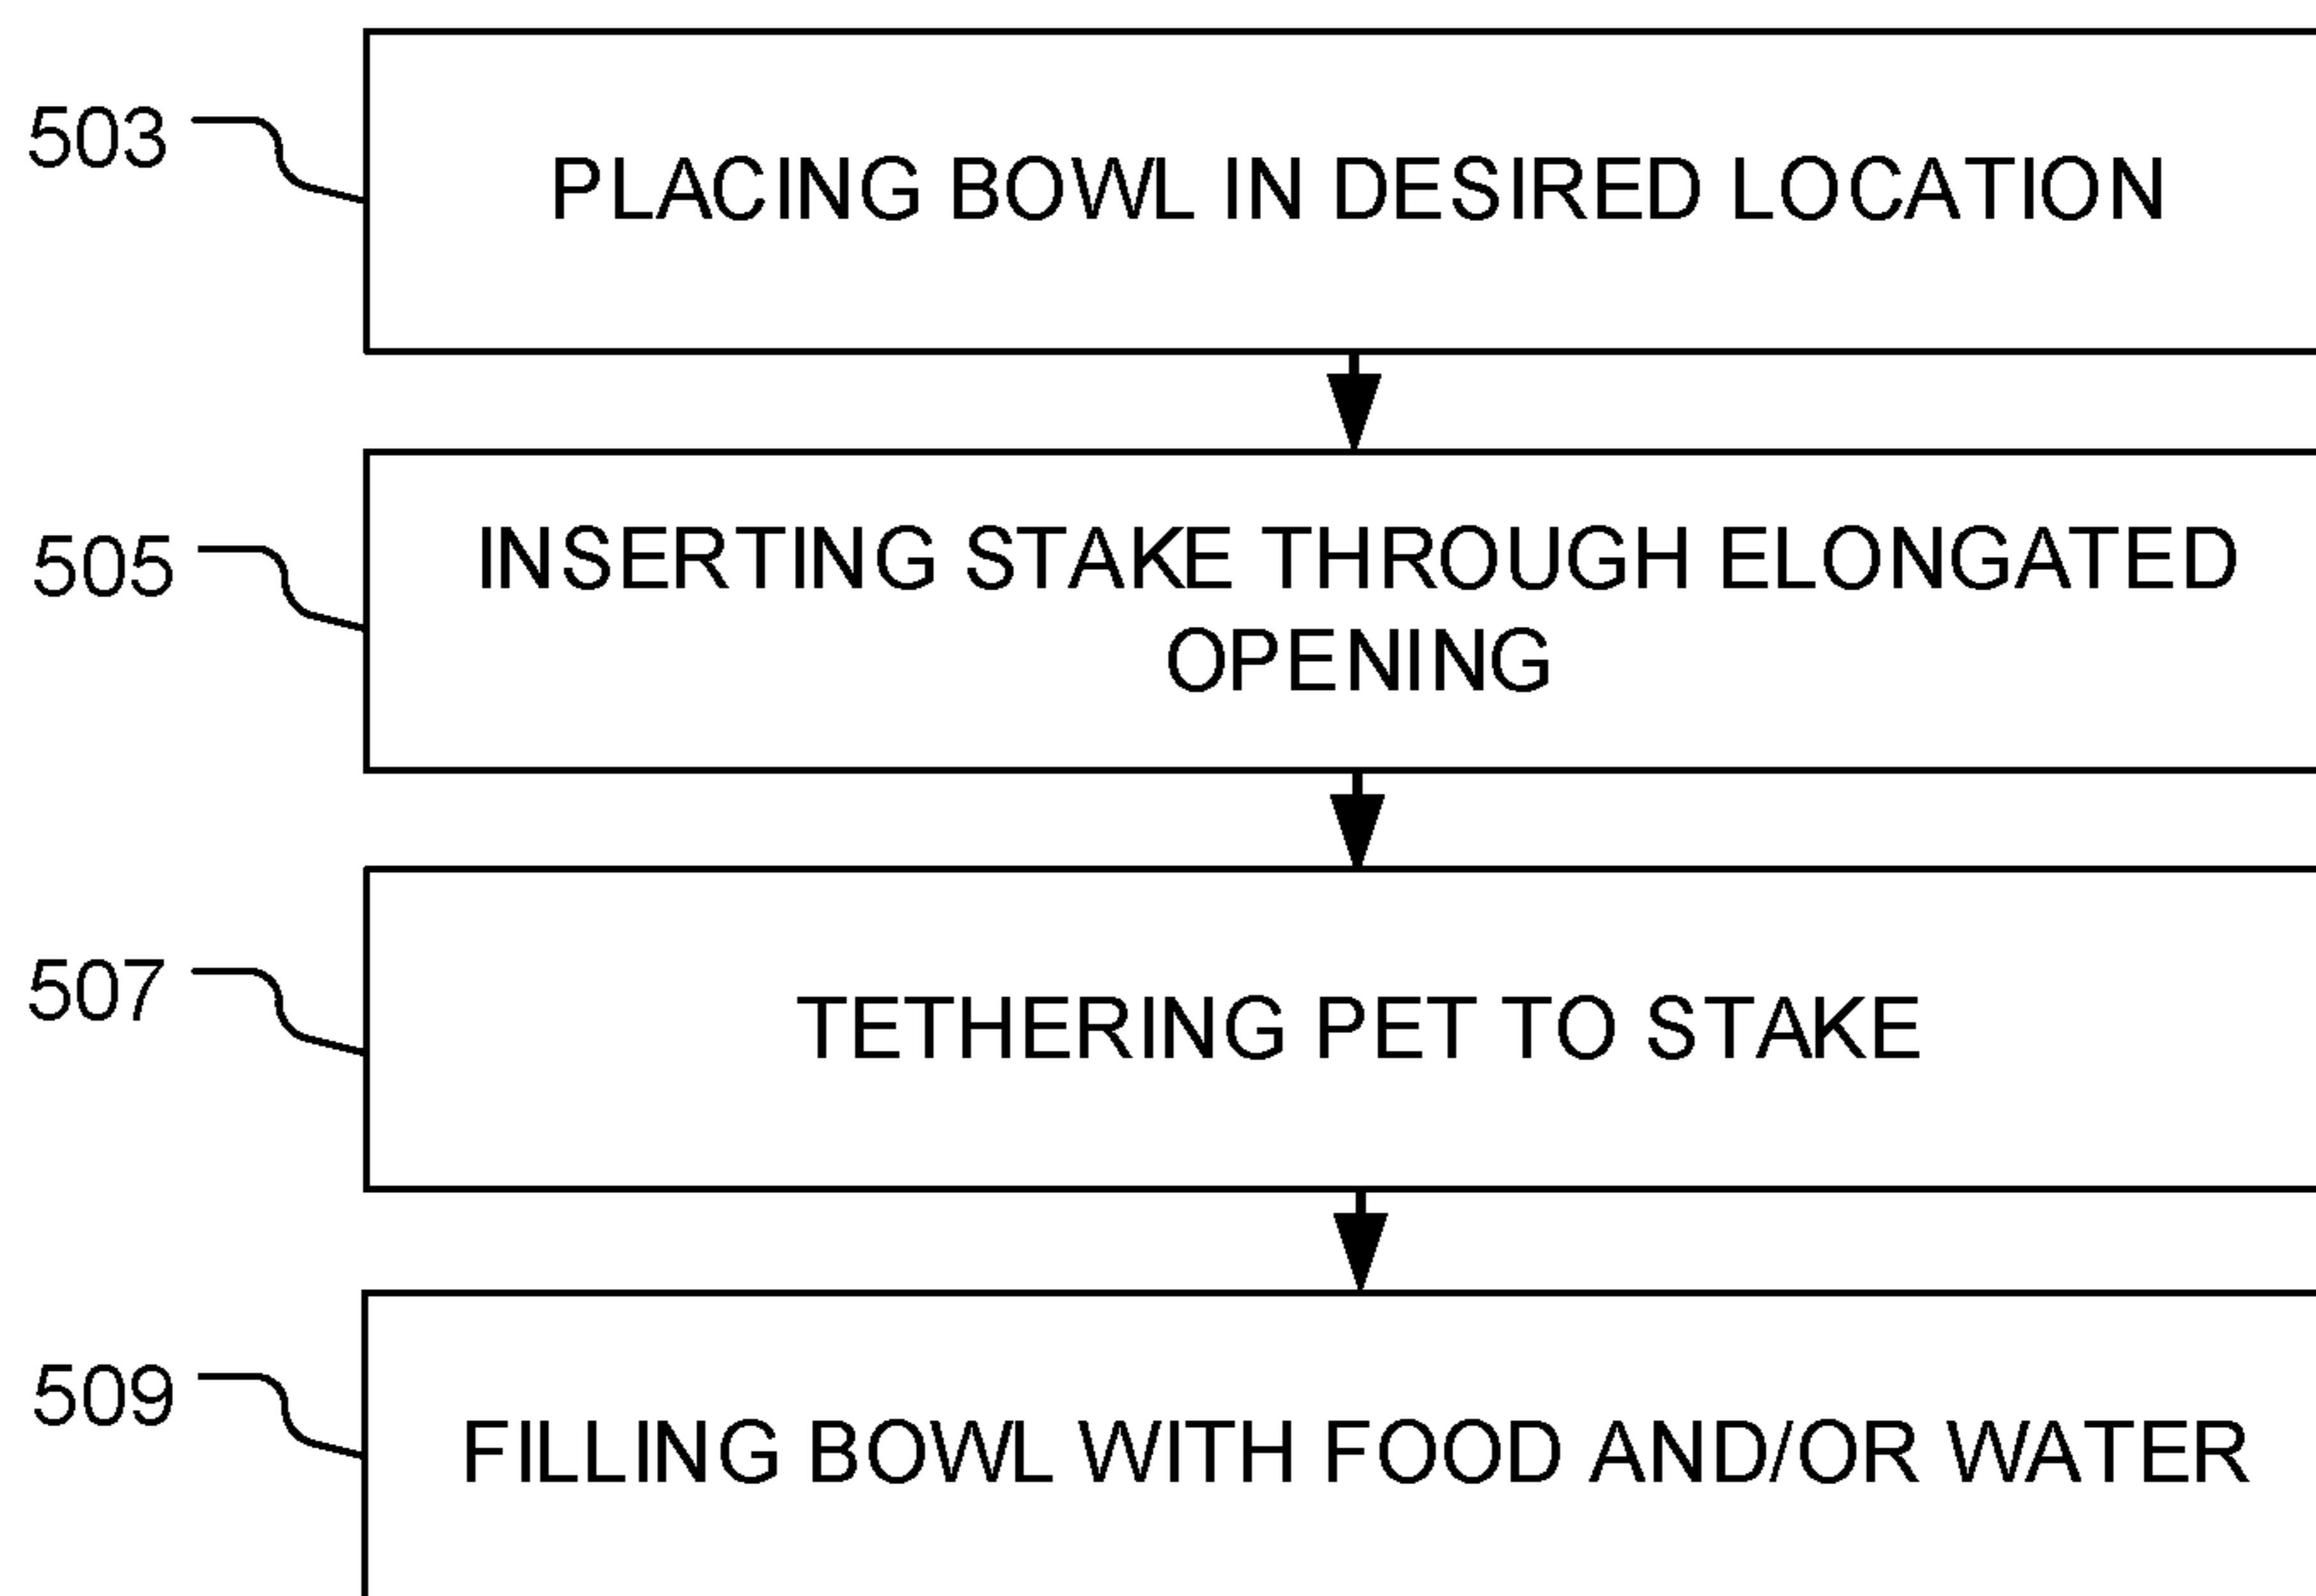 503
PLACING BOWL IN DESIRED LOCATION
505
INSERTING STAKE THROUGH ELONGATED
OPENING
507
TETHERING PET TO STAKE
509
FILLING BOWL WITH FOOD AND/OR WATER